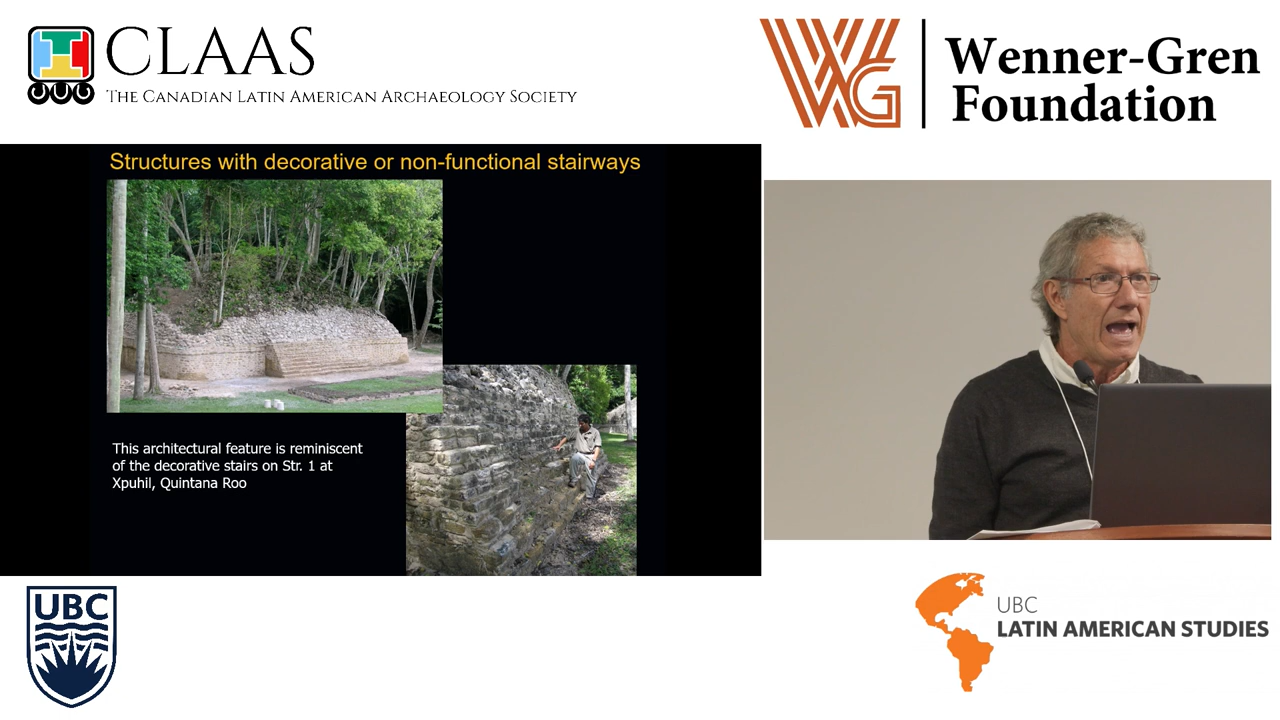 CLAAS
THE CANADIAN LATIN AMERICAN ARCHAEOLOGY SOCIETY
WG
Wenner-Gren
Foundation
Structures with decorative or non-functional stairways
This architectural feature is reminiscent
of the decorative stairs on Str. 1 at
Xpuhil, Quintana Roo
UBC
UBC
LATIN AMERICAN STUDIES